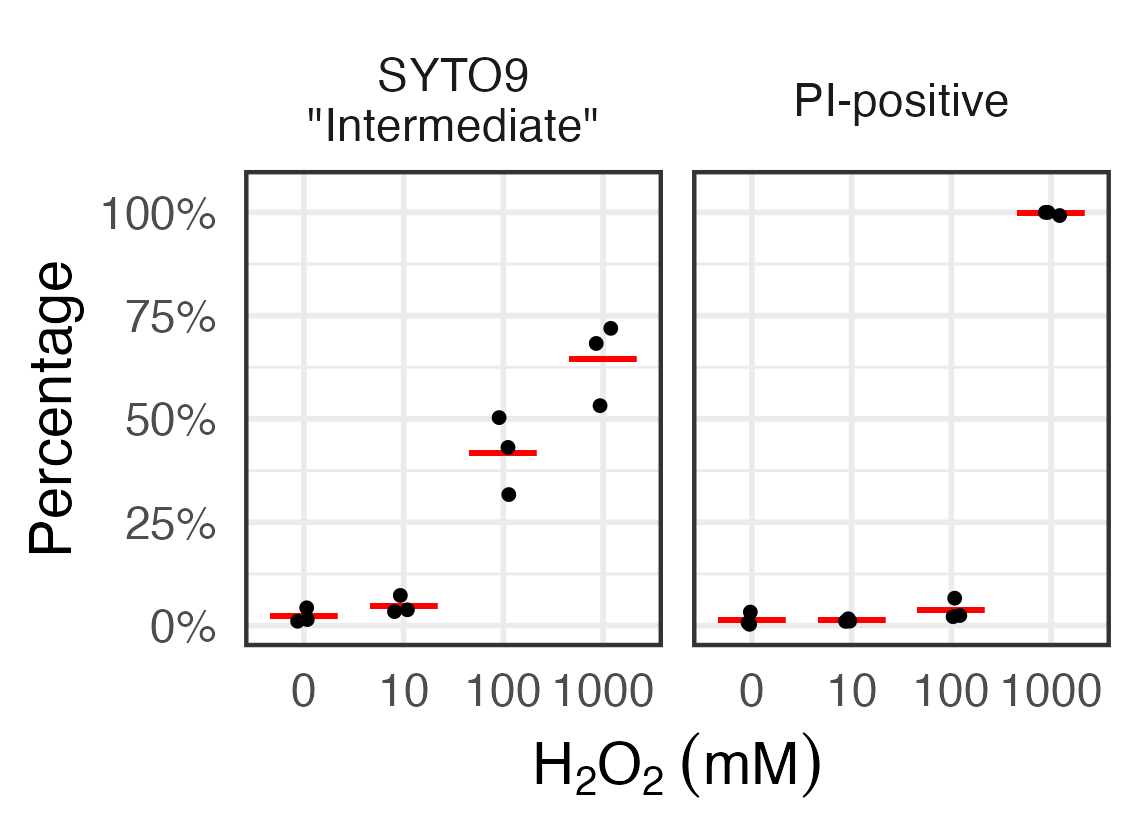 SYTO9
"Intermediate"
PI-positive
Percentage
100%
75%
50%
25%
0%
0 10 100 1000
0 10 100 1000
H₂O₂ (mM)